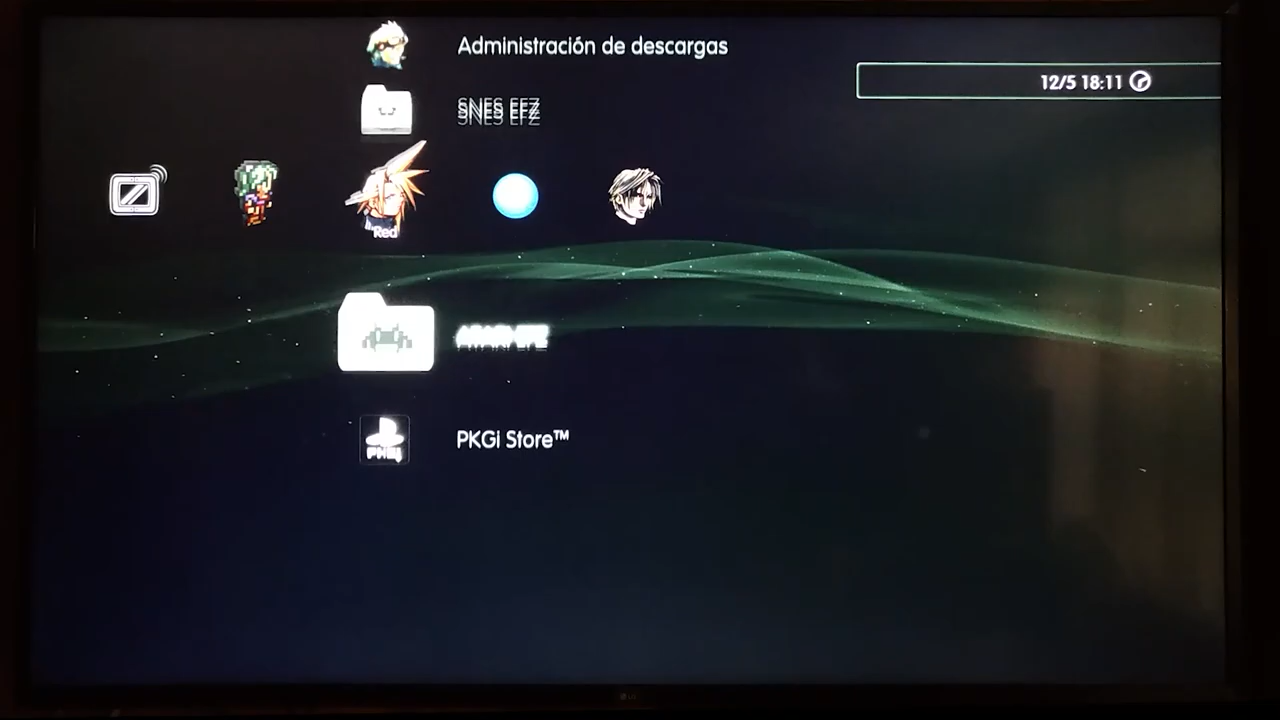 Administración de descargas
12/5 18:11
SNES EFZ
Red
PKGi Store™